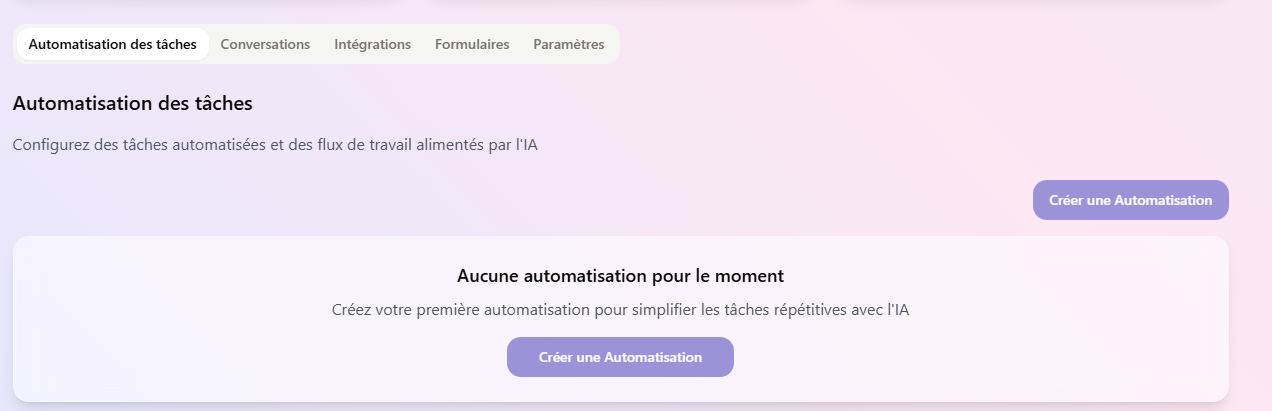 Automatisation des tâches Conversations Intégrations Formulaires Paramètres
Automatisation des tâches
Configurez des tâches automatisées et des flux de travail alimentés par l'IA
Créer une Automatisation
Aucune automatisation pour le moment
Créez votre première automatisation pour simplifier les tâches répétitives avec l'IA
Créer une Automatisation